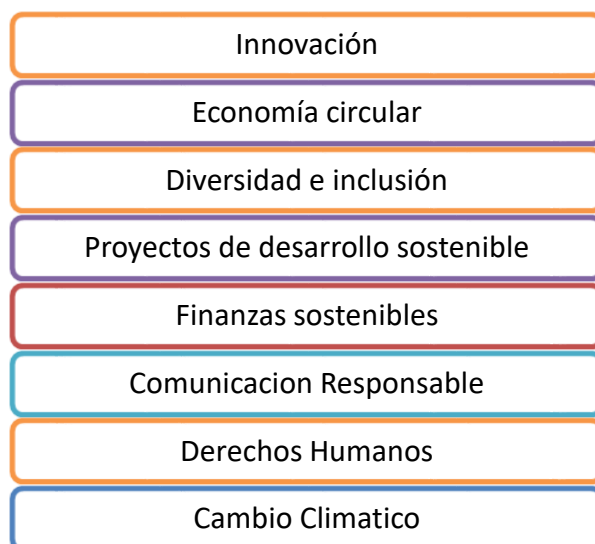 Innovación
Economía circular
Diversidad e inclusión
Proyectos de desarrollo sostenible
Finanzas sostenibles
Comunicacion Responsable
Derechos Humanos
Cambio Climatico